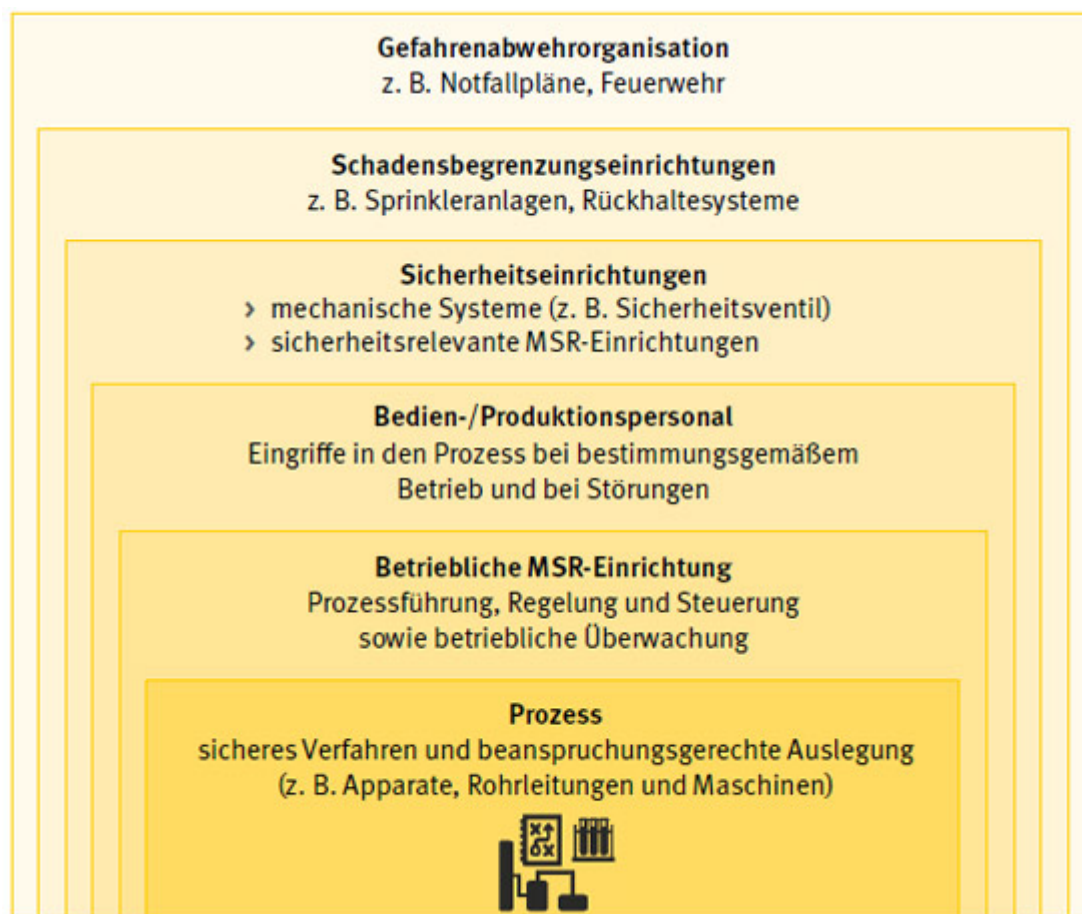 Gefahrenabwehrorganisation
z. B. Notfallpläne, Feuerwehr
Schadensbegrenzungseinrichtungen
z. B. Sprinkleranlagen, Rückhaltesysteme
Sicherheitseinrichtungen
› mechanische Systeme (z. B. Sicherheitsventil)
› sicherheitsrelevante MSR-Einrichtungen
Bedien-/Produktionspersonal
Eingriffe in den Prozess bei bestimmungsgemäßem
Betrieb und bei Störungen
Betriebliche MSR-Einrichtung
Prozessführung, Regelung und Steuerung
sowie betriebliche Überwachung
Prozess
sicheres Verfahren und beanspruchungsgerechte Auslegung
(z. B. Apparate, Rohrleitungen und Maschinen)